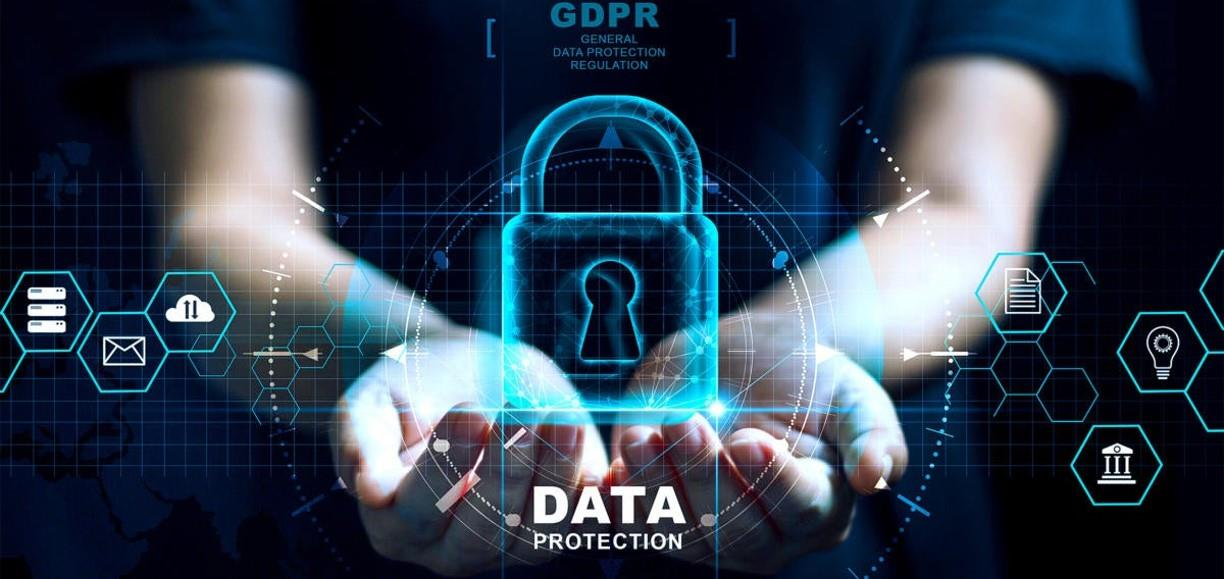 GDPR
GENERAL
DATA PROTECTION
REGULATION
DATA
PROTECTION